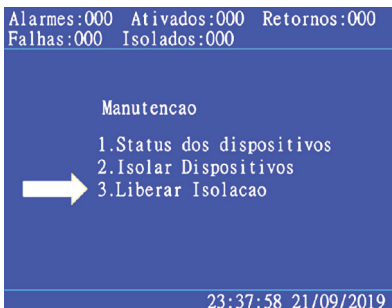 Alarmes:000 Ativados:000 Retornos:000
Falhas:000 Isolados:000
Manutencao
1.Status dos dispositivos
2.Isolar Dispositivos
3.Liberar Isolacao
23:37:58 21/09/2019